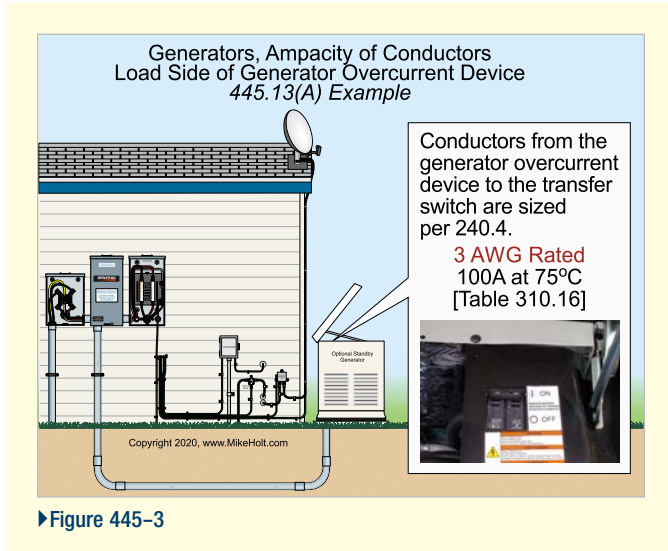 Generators, Ampacity of Conductors
Load Side of Generator Overcurrent Device
445.13(A) Example
Conductors from the
generator overcurrent
device to the transfer
switch are sized
per 240.4.
3 AWG Rated
100A at 75ºC
[Table 310.16]
GENERAC
Optional Standby
Generator
ON
OFF
Copyright 2020, www.MikeHolt.com
Figure 445–3